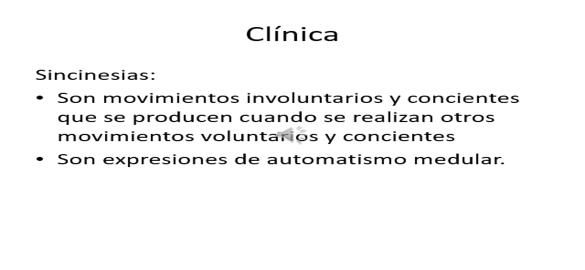 Clínica
Sincinesias:
• Son movimientos involuntarios y concientes
que se producen cuando se realizan otros
movimientos voluntarios y concientes
• Son expresiones de automatismo medular.